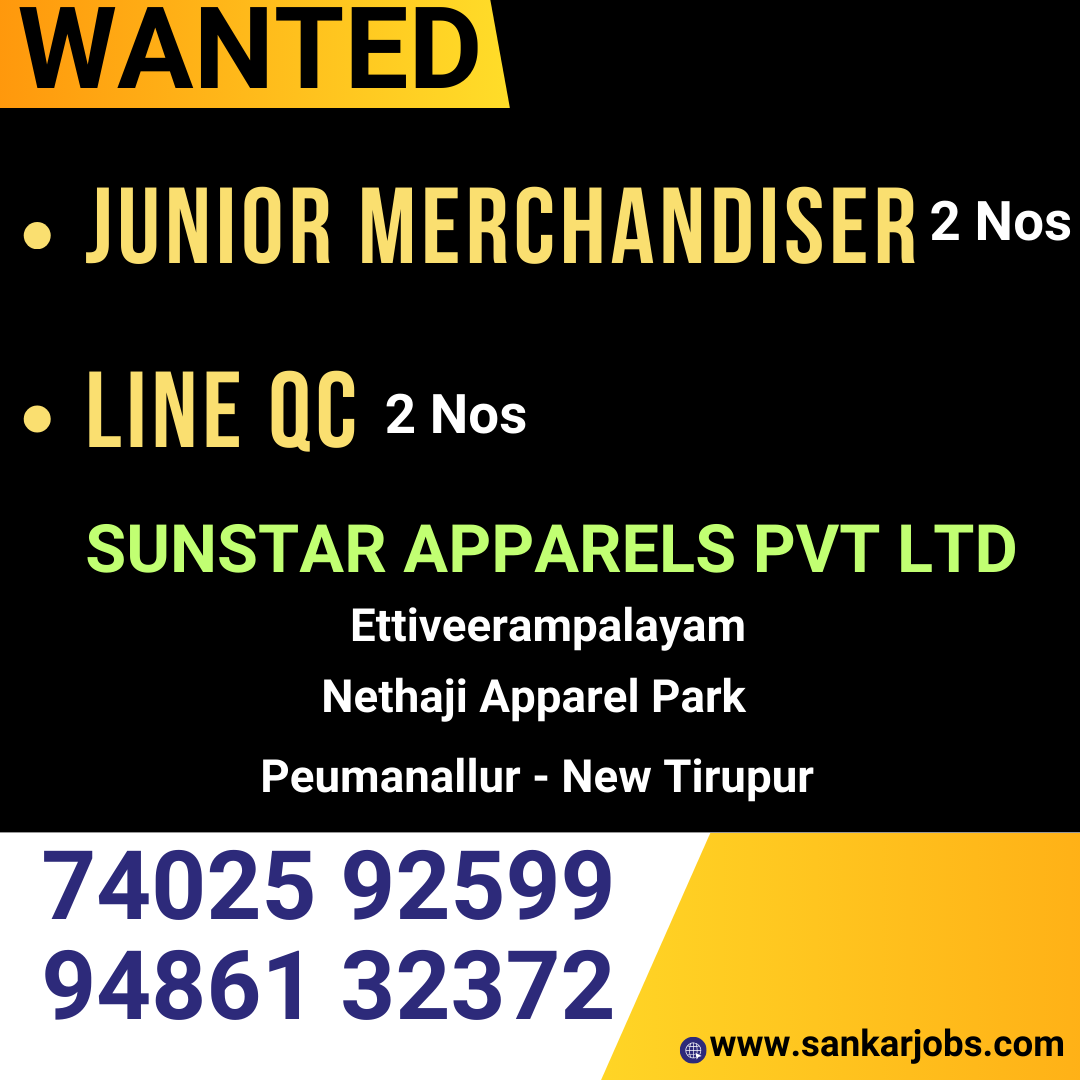 WANTED
• JUNIOR MERCHANDISER 2 Nos
• LINE QC 2 Nos
SUNSTAR APPARELS PVT LTD
Ettiveerampalayam
Nethaji Apparel Park
Peumanallur - New Tirupur
74025 92599
94861 32372
www.sankarjobs.com